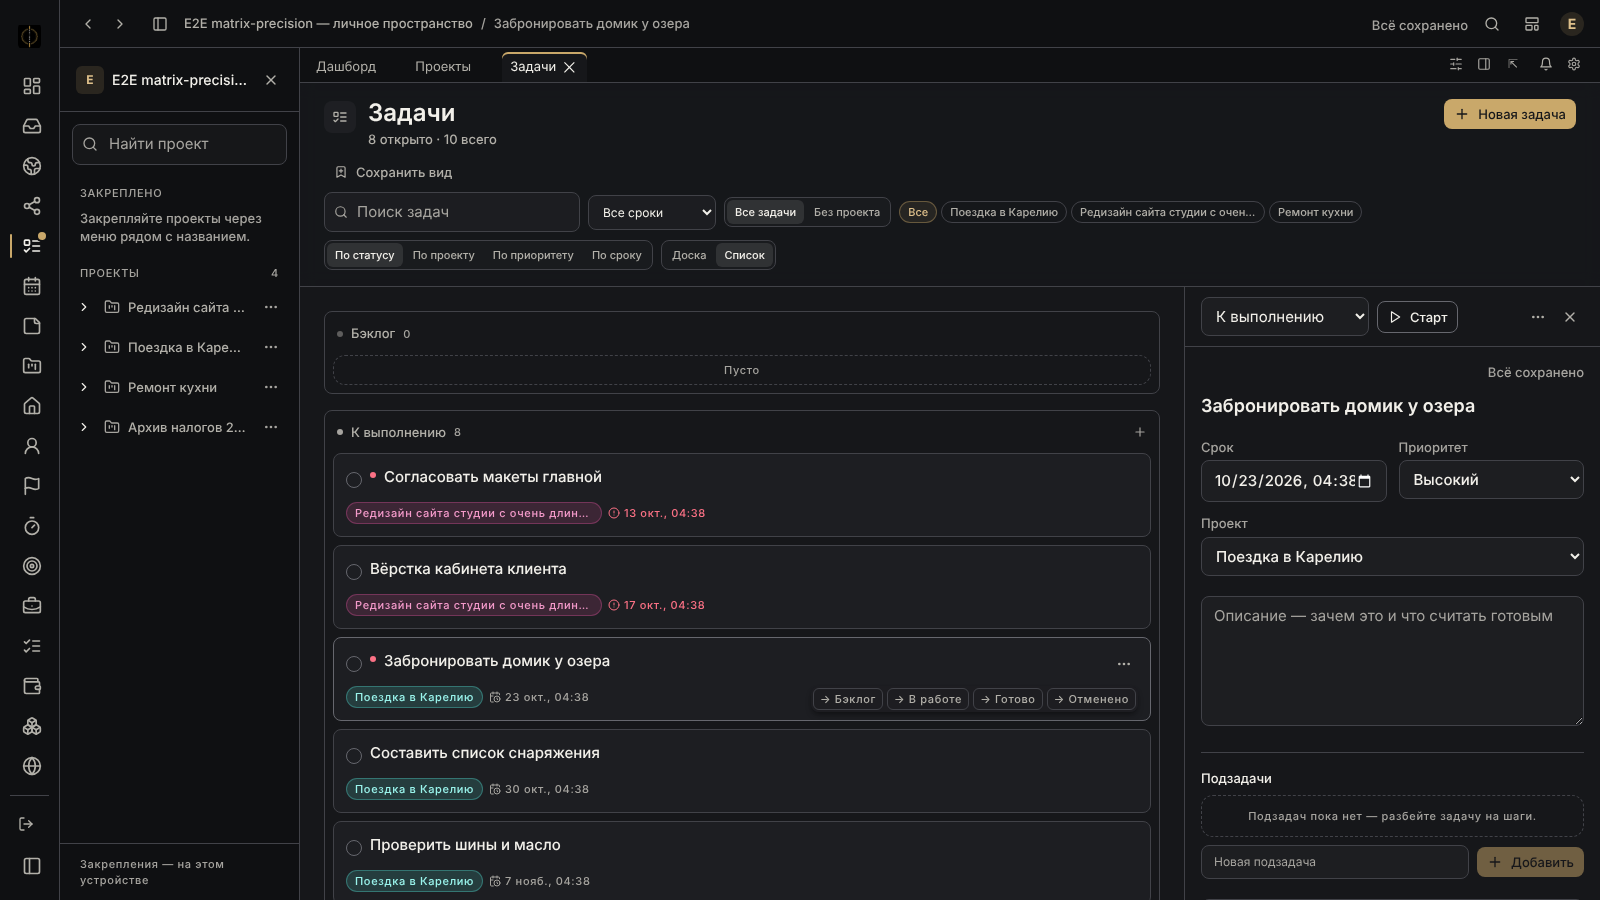 E2E matrix-precision — личное пространство / Забронировать домик у озера
Всё сохранено
E
E
E2E matrix-precisi...
Найти проект
ЗАКРЕПЛЕНО
Закрепляйте проекты через
меню рядом с названием.
ПРОЕКТЫ 4
Редизайн сайта ...
Поездка в Каре...
Ремонт кухни
Архив налогов 2...
Закрепления — на этом
устройстве
Дашборд Проекты Задачи
Задачи
8 открыто · 10 всего
Новая задача
Сохранить вид
Поиск задач
Все сроки
Все задачи Без проекта
Все Поездка в Карелию Редизайн сайта студии с очен... Ремонт кухни
По статусу По проекту По приоритету По сроку
Доска Список
Бэклог 0
Пусто
К выполнению 8
Согласовать макеты главной
Редизайн сайта студии с очень длин... 13 окт., 04:38
Вёрстка кабинета клиента
Редизайн сайта студии с очень длин... 17 окт., 04:38
Забронировать домик у озера
Поездка в Карелию 23 окт., 04:38
→ Бэклог → В работе → Готово → Отменено
Составить список снаряжения
Поездка в Карелию 30 окт., 04:38
Проверить шины и масло
Поездка в Карелию 7 нояб., 04:38
К выполнению Старт
Всё сохранено
Забронировать домик у озера
Срок Приоритет
10/23/2026, 04:38 Высокий
Проект
Поездка в Карелию
Описание — зачем это и что считать готовым
Подзадачи
Подзадач пока нет — разбейте задачу на шаги.
Новая подзадача Добавить